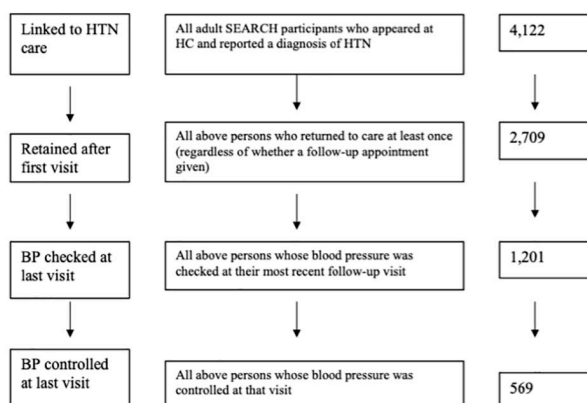 Linked to HTN
care
All adult SEARCH participants who appeared at
HC and reported a diagnosis of HTN
4,122
Retained after
first visit
All above persons who returned to care at least once
(regardless of whether a follow-up appointment
given)
2,709
BP checked at
last visit
All above persons whose blood pressure was
checked at their most recent follow-up visit
1,201
BP controlled at
last visit
All above persons whose blood pressure was
controlled at that visit
569